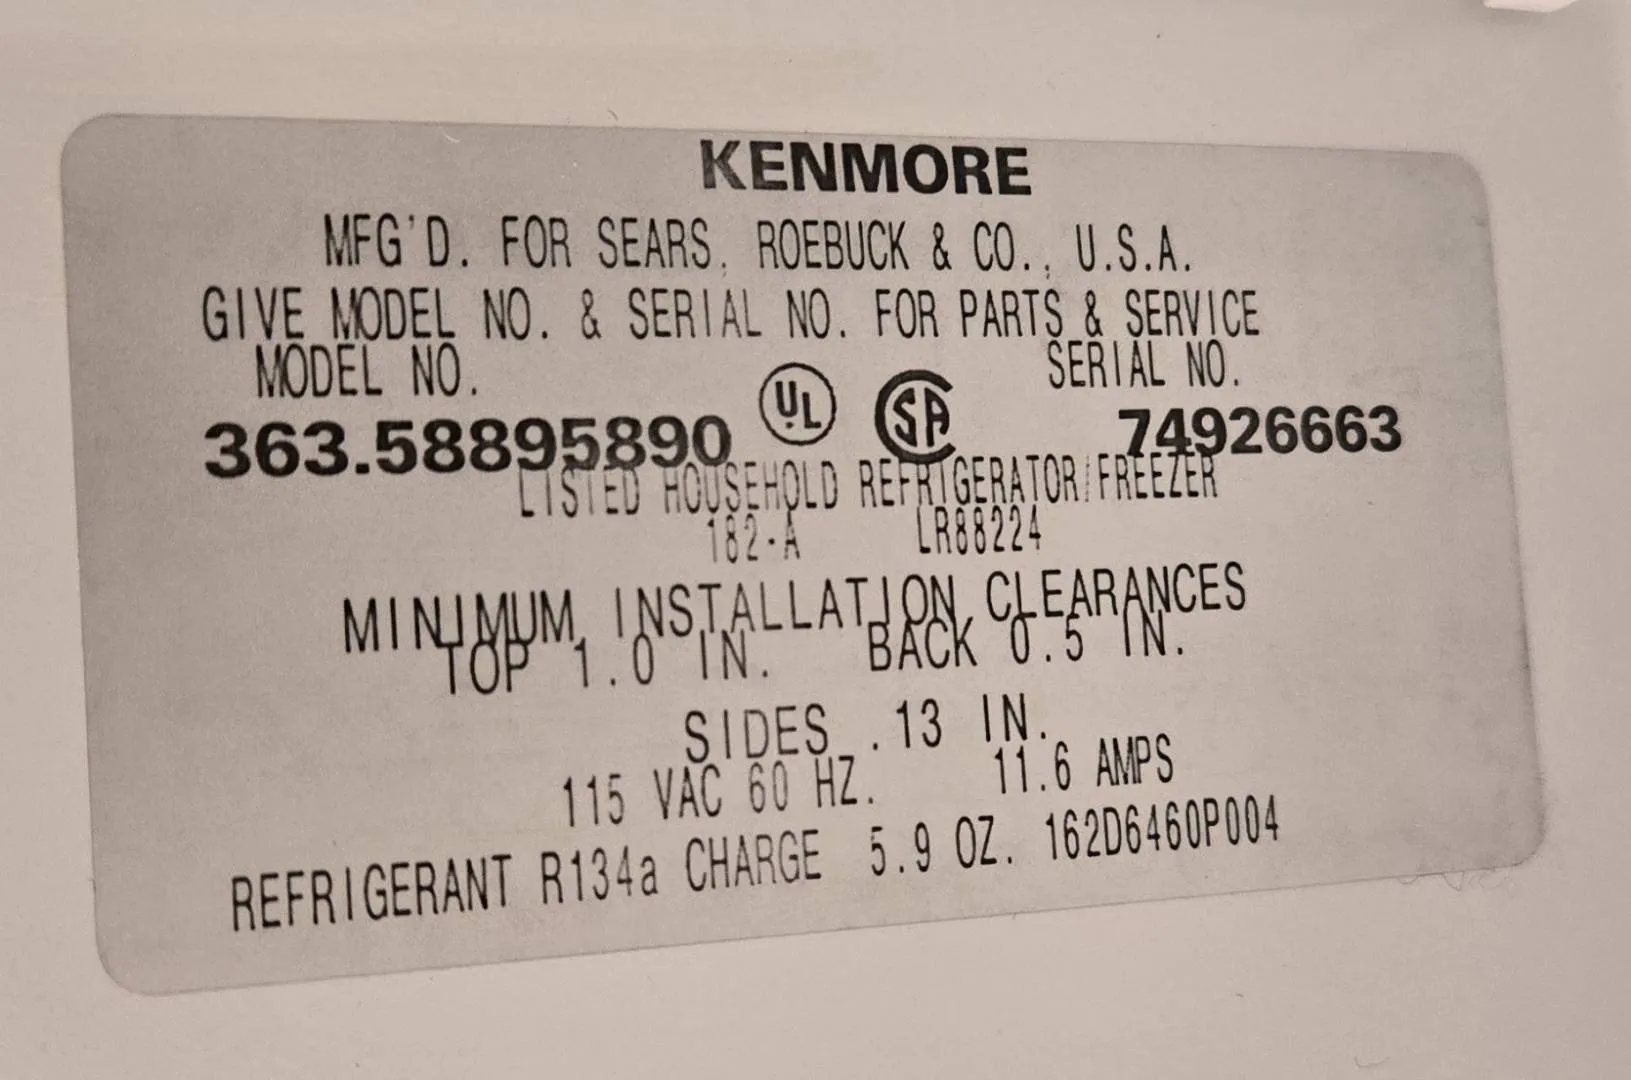 KENMORE
MFG'D. FOR SEARS, ROEBUCK & CO., U.S.A.
GIVE MODEL NO. & SERIAL NO. FOR PARTS & SERVICE
MODEL NO. SERIAL NO.
363.58895890 UL SA 74926663
LISTED HOUSEHOLD REFRIGERATOR/FREEZER
182-A LR88224
MINIMUM INSTALLATION CLEARANCES
TOP 1.0 IN. BACK 0.5 IN.
SIDES .13 IN.
115 VAC 60 HZ. 11.6 AMPS
REFRIGERANT R134a CHARGE 5.9 OZ. 162D6460P004